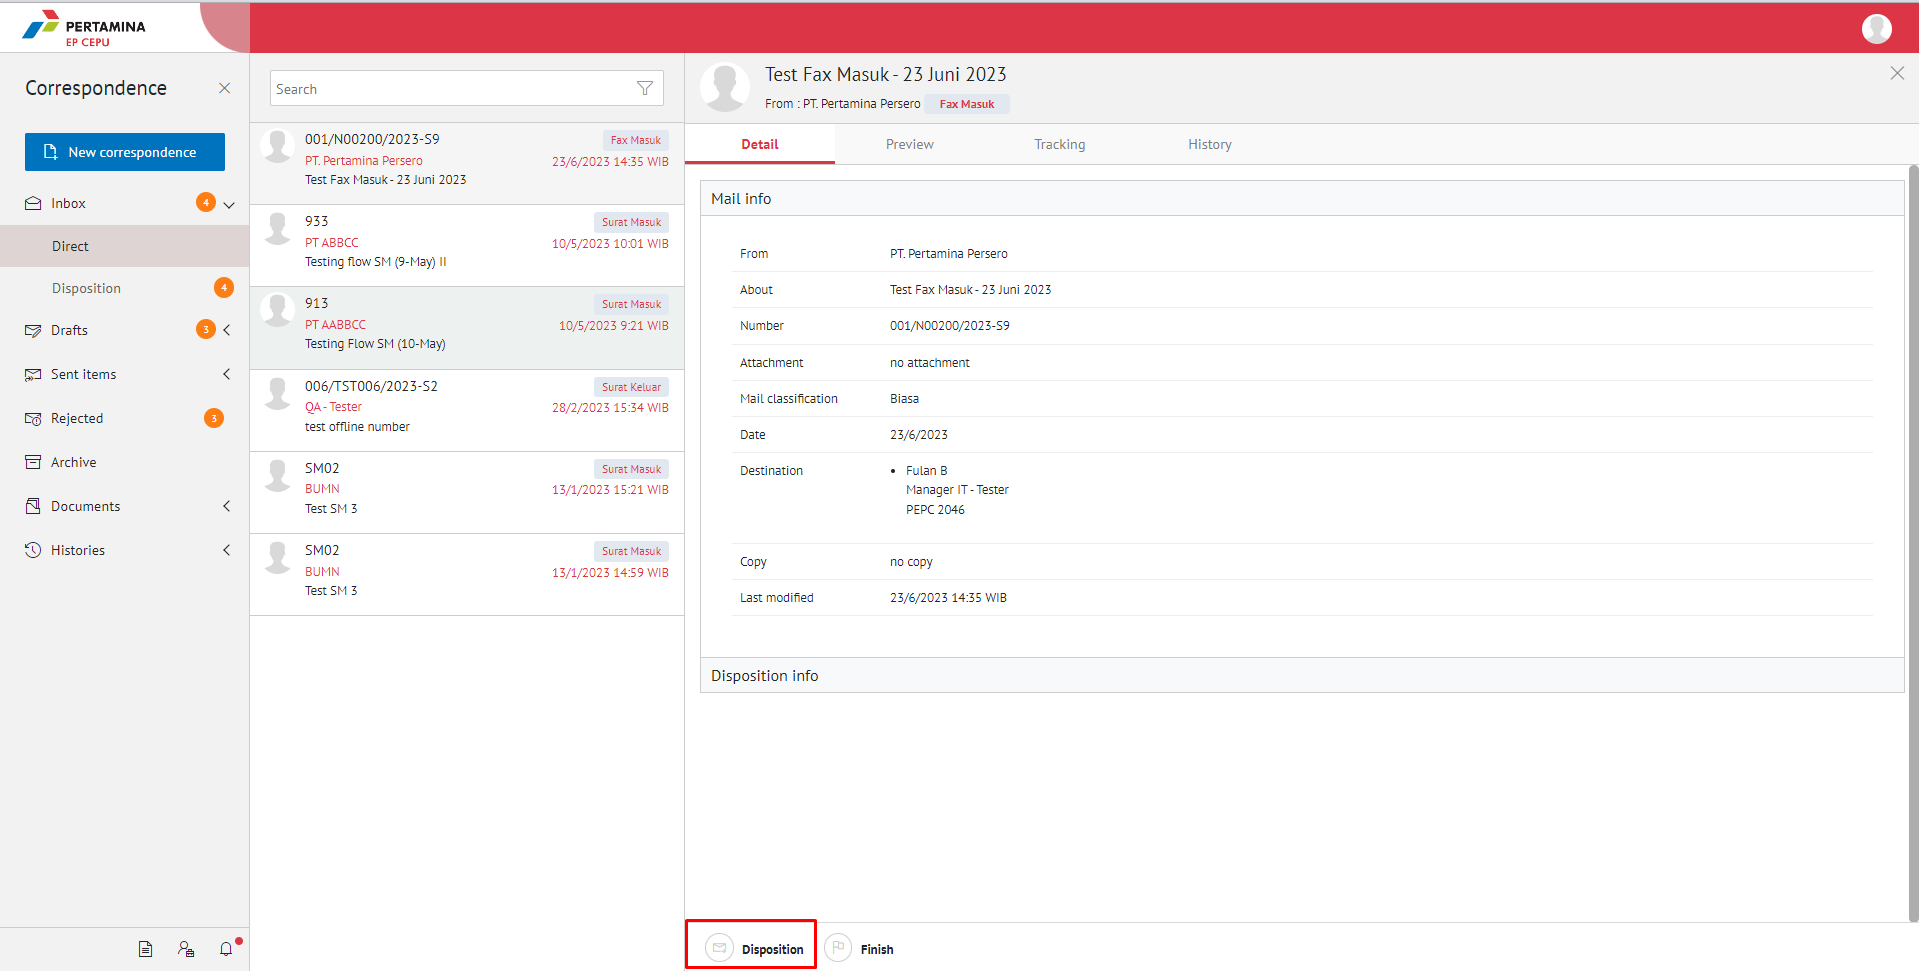 PERTAMINA
EP CEPU
Correspondence
New correspondence
Inbox 4
Direct
Disposition 4
Drafts 3
Sent items
Rejected 3
Archive
Documents
Histories
Search
001/N00200/2023-S9 Fax Masuk
PT. Pertamina Persero 23/6/2023 14:35 WIB
Test Fax Masuk - 23 Juni 2023
933 Surat Masuk
PT ABBCC 10/5/2023 10:01 WIB
Testing flow SM (9-May) II
913 Surat Masuk
PT AABBCC 10/5/2023 9:21 WIB
Testing Flow SM (10-May)
006/TST006/2023-S2 Surat Keluar
QA - Tester 28/2/2023 15:34 WIB
test offline number
SM02 Surat Masuk
BUMN 13/1/2023 15:21 WIB
Test SM 3
SM02 Surat Masuk
BUMN 13/1/2023 14:59 WIB
Test SM 3
Test Fax Masuk - 23 Juni 2023
From : PT. Pertamina Persero Fax Masuk
Detail Preview Tracking History
Mail info
From PT. Pertamina Persero
About Test Fax Masuk - 23 Juni 2023
Number 001/N00200/2023-S9
Attachment no attachment
Mail classification Biasa
Date 23/6/2023
Destination • Fulan B
Manager IT - Tester
PEPC 2046
Copy no copy
Last modified 23/6/2023 14:35 WIB
Disposition info
Disposition Finish